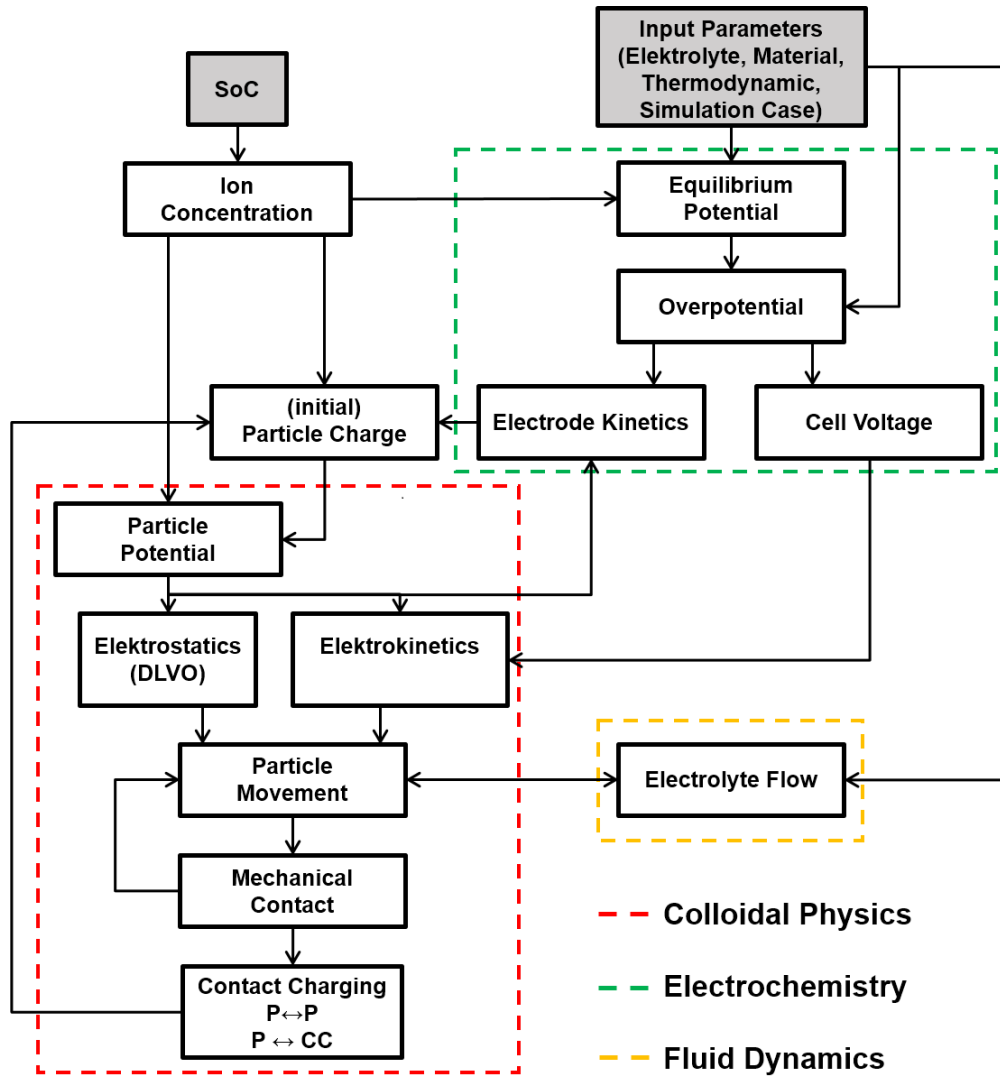 Input Parameters
(Elektrolyte, Material,
Thermodynamic,
Simulation Case)
SoC
Ion
Concentration
Equilibrium
Potential
Overpotential
(initial)
Particle Charge
Electrode Kinetics
Cell Voltage
Particle
Potential
Elektrostatics
(DLVO)
Elektrokinetics
Particle
Movement
Electrolyte Flow
Mechanical
Contact
Contact Charging
P↔P
P ↔ CC
Colloidal Physics
Electrochemistry
Fluid Dynamics